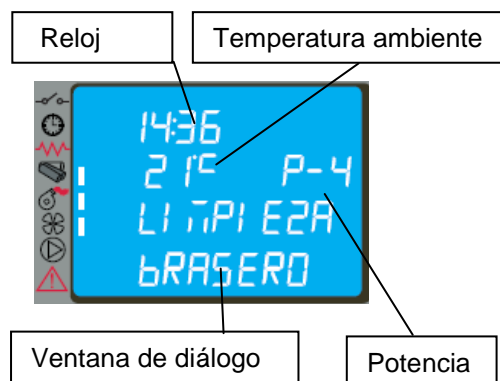 Reloj
Temperatura ambiente
14:36
21°C P-4
LIMPIEZA
bRASERO
Ventana de diálogo
Potencia